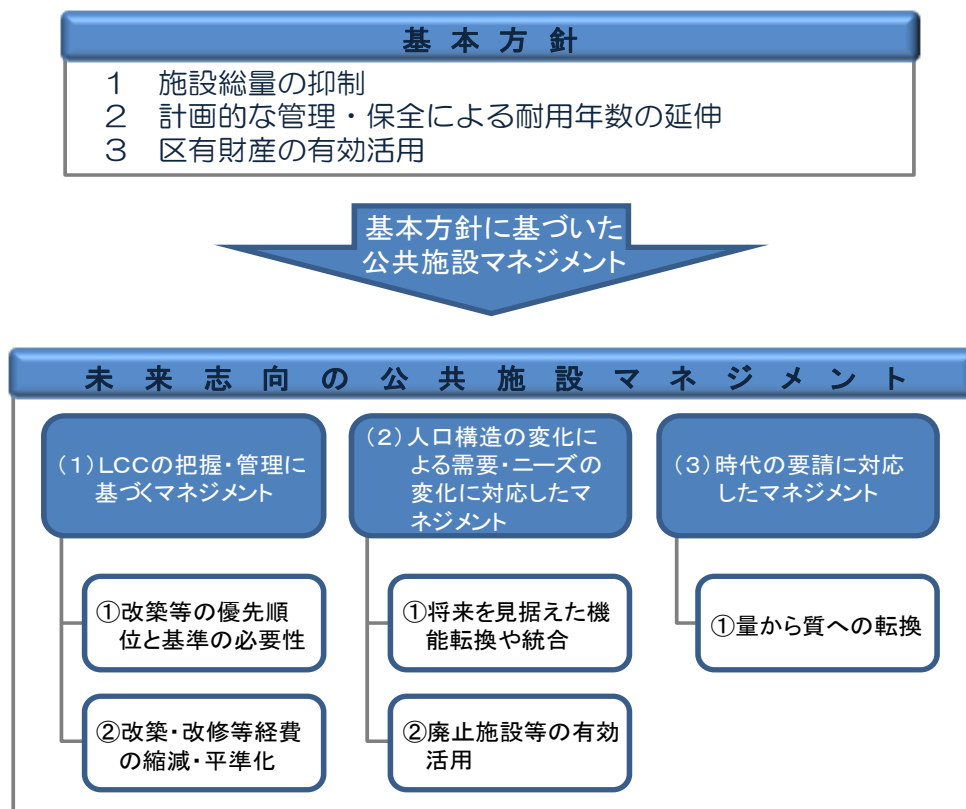 基本方針
1 施設総量の抑制
2 計画的な管理・保全による耐用年数の延伸
3 区有財産の有効活用
基本方針に基づいた
公共施設マネジメント
未来志向の公共施設マネジメント
(1)LCCの把握・管理に
基づくマネジメント
(2)人口構造の変化に
よる需要・ニーズの
変化に対応したマ
ネジメント
(3)時代の要請に対応
したマネジメント
①改築等の優先順
位と基準の必要性
②改築・改修等経費
の縮減・平準化
①将来を見据えた機
能転換や統合
②廃止施設等の有効
活用
①量から質への転換